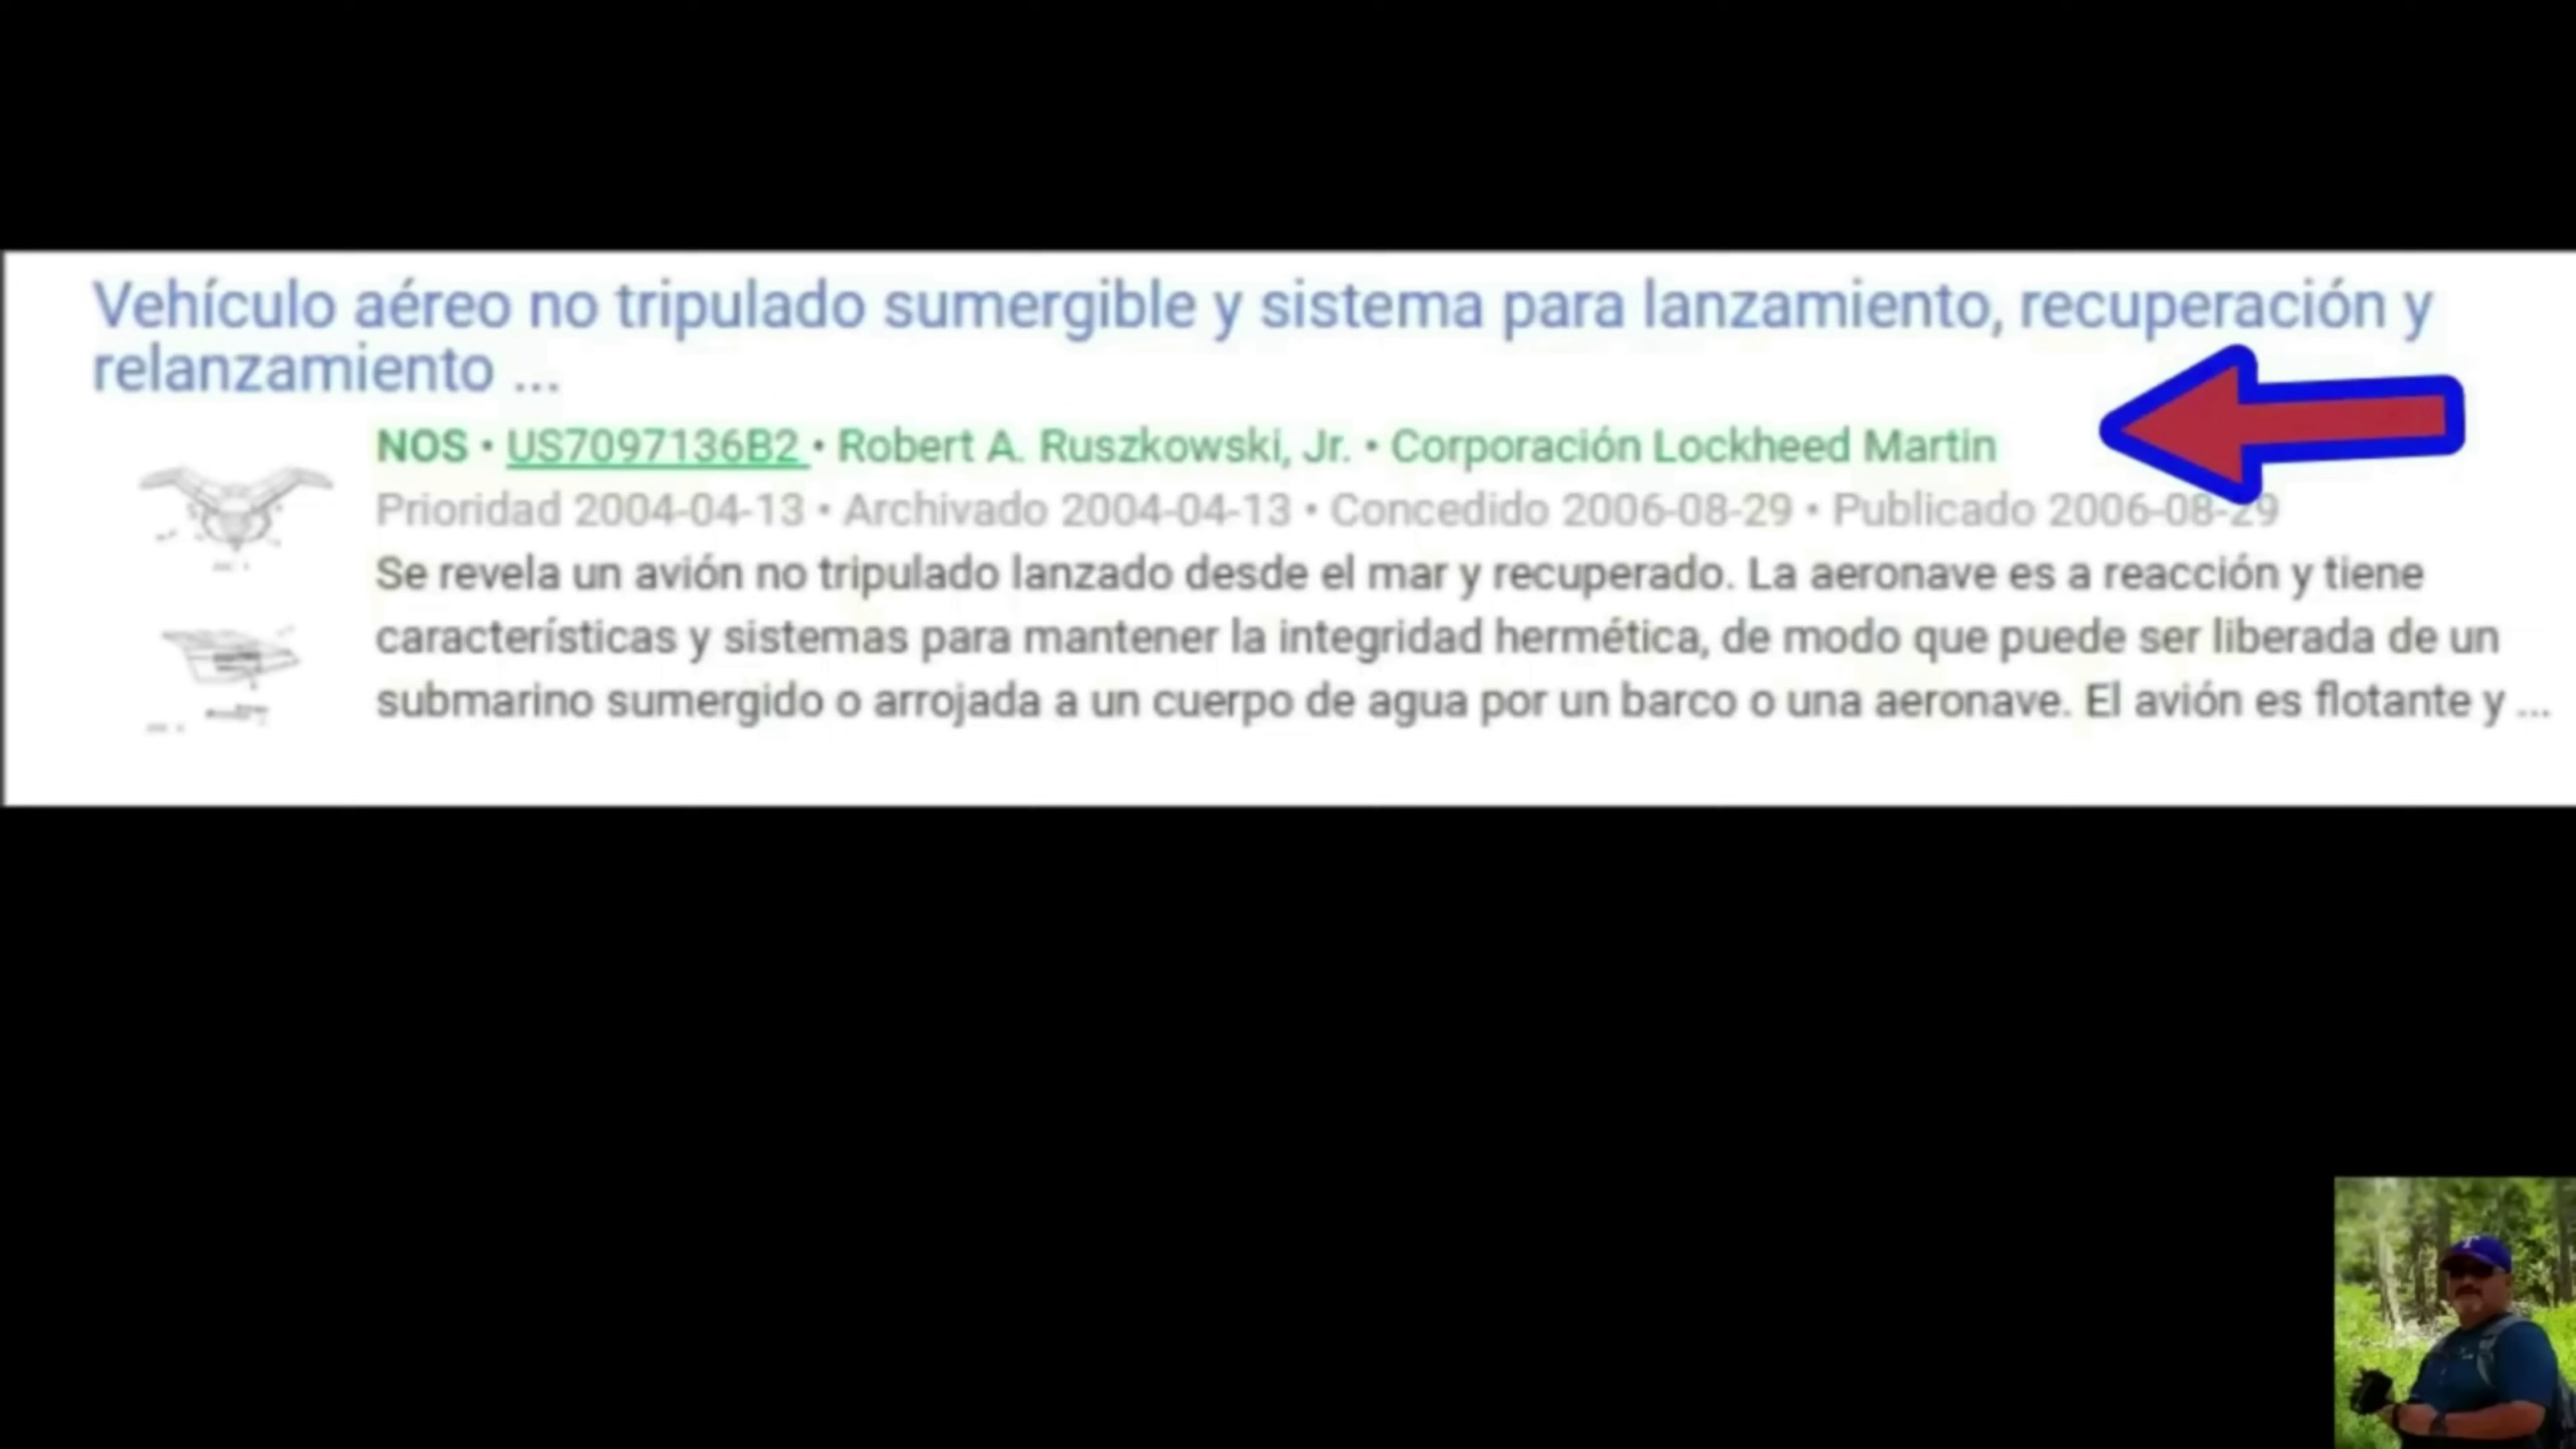 Vehículo aéreo no tripulado sumergible y sistema para lanzamiento, recuperación y
relanzamiento ...
NOS • US7097136B2 • Robert A. Ruszkowski, Jr. • Corporación Lockheed Martin
Prioridad 2004-04-13 • Archivado 2004-04-13 • Concedido 2006-08-29 • Publicado 2006-08-29
Se revela un avión no tripulado lanzado desde el mar y recuperado. La aeronave es a reacción y tiene
características y sistemas para mantener la integridad hermética, de modo que puede ser liberada de un
submarino sumergido o arrojada a un cuerpo de agua por un barco o una aeronave. El avión es flotante y ...
T